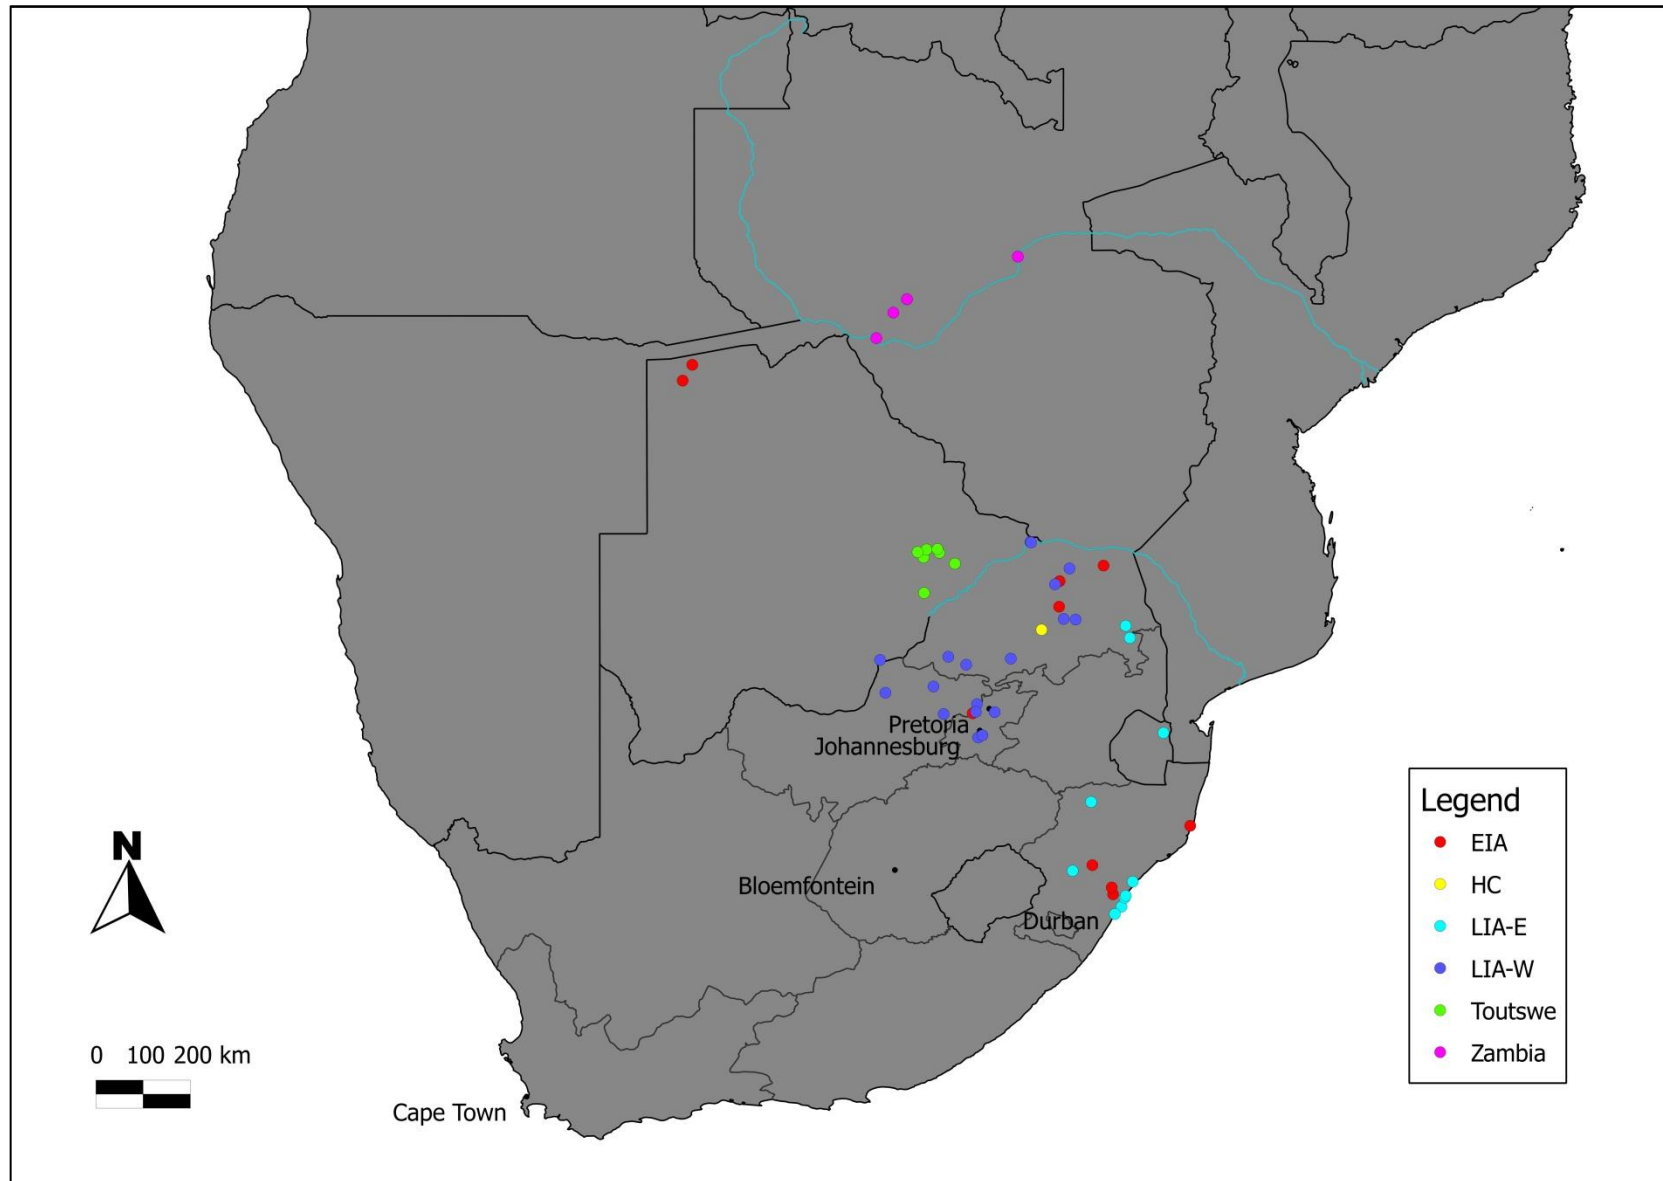 Pretoria
Johannesburg
Bloemfontein
Durban
Cape Town
N
0 100 200 km
Legend
EIA
HC
LIA-E
LIA-W
Toutswe
Zambia